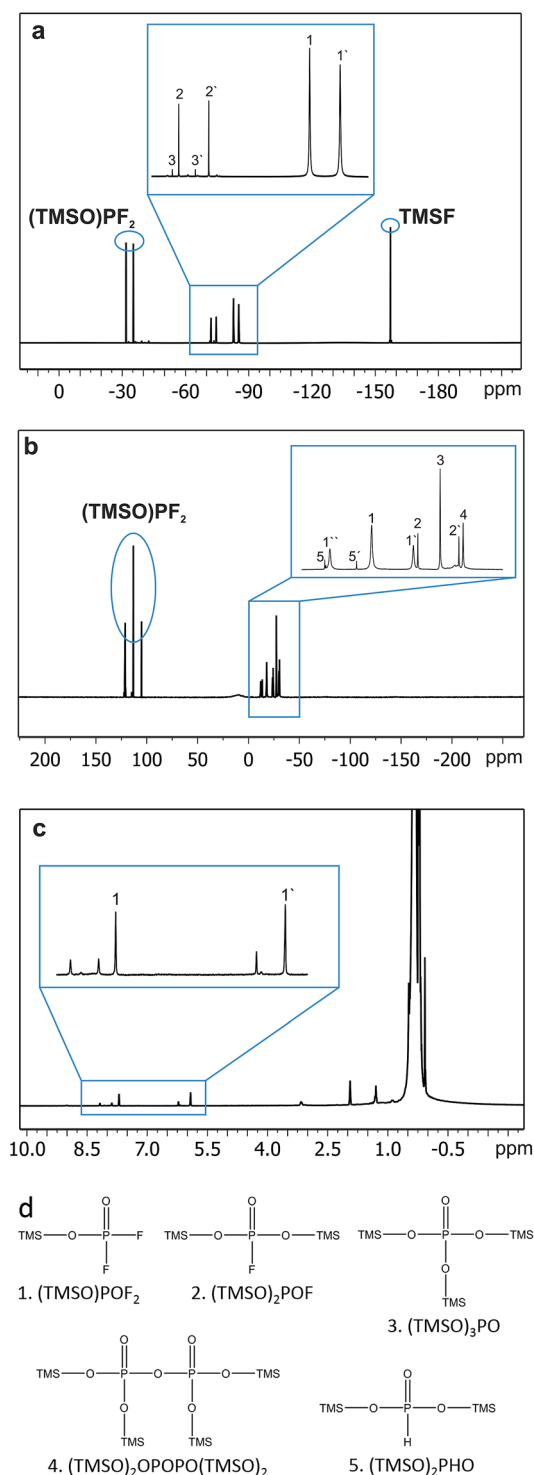 a
1
1`
2
2`
3
3`
(TMSO)PF2
TMSF
0 -30 -60 -90 -120 -150 -180 ppm
b
(TMSO)PF2
3
1
1``
1`
2
2`
4
5
5´
200 150 100 50 0 -50 -100 -150 -200 ppm
c
1
1`
10.0 8.5 7.0 5.5 4.0 2.5 1.0 -0.5 ppm
d
O
TMS O P F
F
1. (TMSO)POF2
O
TMS O P O TMS
F
2. (TMSO)2POF
O
TMS O P O TMS
O
TMS
3. (TMSO)3PO
O O
TMS O P O P O TMS
O O
TMS TMS
4. (TMSO)2OPOPO(TMSO)2
O
TMS O P O TMS
H
5. (TMSO)2PHO